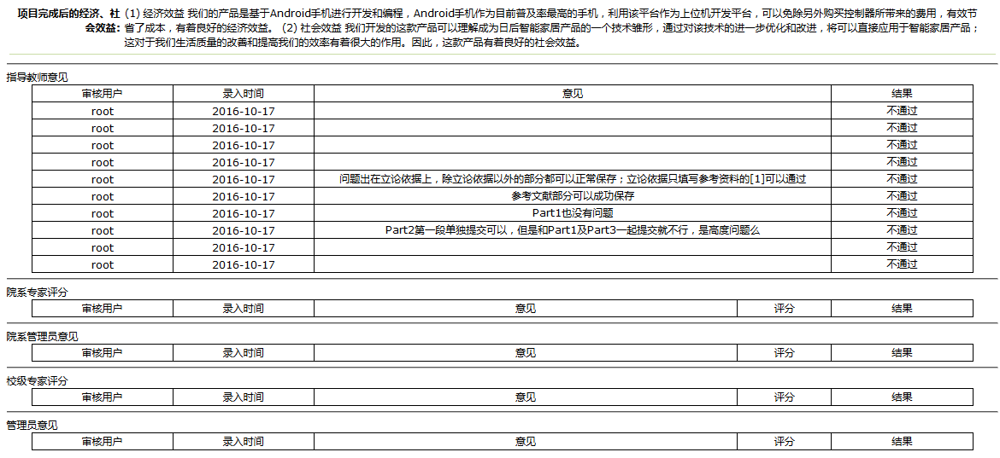 项目完成后的经济、社 (1) 经济效益 我们的产品是基于Android手机进行开发和编程，Android手机作为目前普及率最高的手机，利用该平台作为上位机开发平台，可以免除另外购买控制器所带来的费用，有效节
会效益: 省了成本，有着良好的经济效益。 (2) 社会效益 我们开发的这款产品可以理解成为日后智能家居产品的一个技术雏形，通过对该技术的进一步优化和改进，将可以直接应用于智能家居产品；
这对于我们生活质量的改善和提高我们的效率有着很大的作用。因此，这款产品有着良好的社会效益。
指导教师意见
审核用户 录入时间 意见 结果
root 2016-10-17 不通过
root 2016-10-17 不通过
root 2016-10-17 不通过
root 2016-10-17 不通过
root 2016-10-17 问题出在立论依据上，除立论依据以外的部分都可以正常保存；立论依据只填写参考资料的[1]可以通过 不通过
root 2016-10-17 参考文献部分可以成功保存 不通过
root 2016-10-17 Part1也没有问题 不通过
root 2016-10-17 Part2第一段单独提交可以，但是和Part1及Part3一起提交就不行，是高度问题么 不通过
root 2016-10-17 不通过
root 2016-10-17 不通过
院系专家评分
审核用户 录入时间 意见 评分 结果
院系管理员意见
审核用户 录入时间 意见 评分 结果
校级专家评分
审核用户 录入时间 意见 评分 结果
管理员意见
审核用户 录入时间 意见 评分 结果